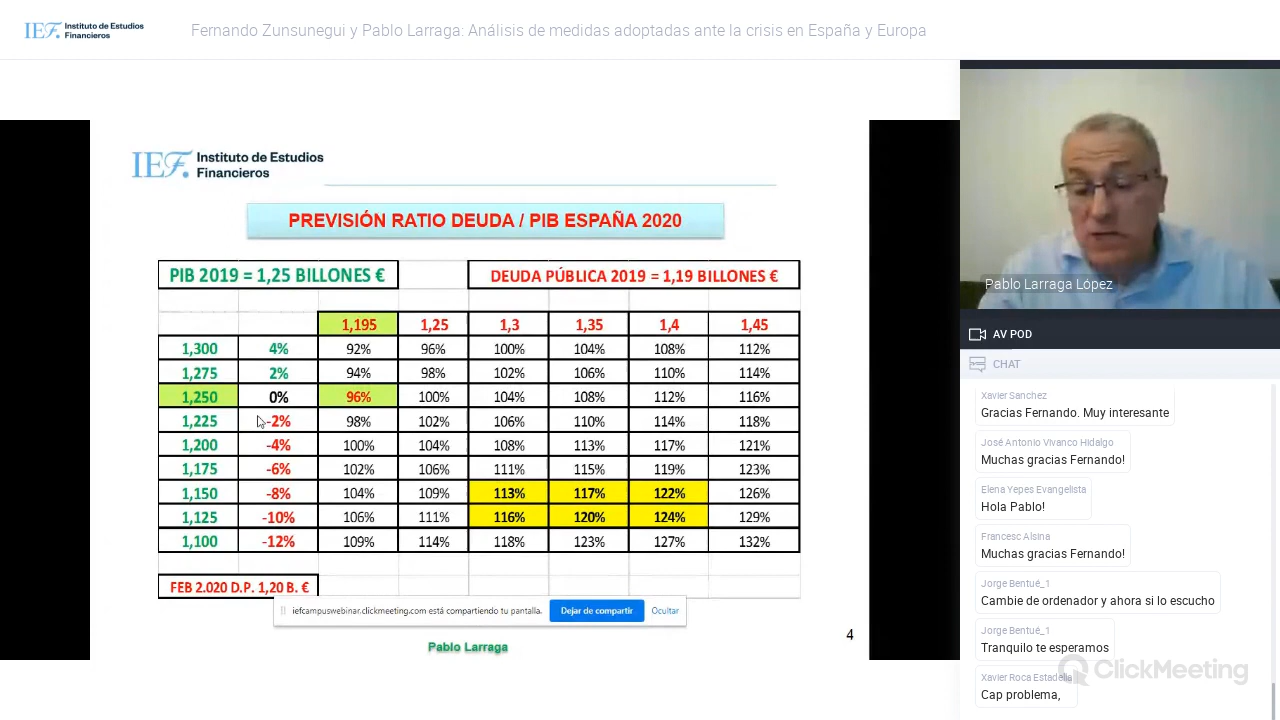 IEF. Instituto de Estudios
Financieros
Fernando Zunsunegui y Pablo Larraga: Análisis de medidas adoptadas ante la crisis en España y Europa
IEF. Instituto de Estudios
Financieros
PREVISIÓN RATIO DEUDA / PIB ESPAÑA 2020
PIB 2019 = 1,25 BILLONES € DEUDA PÚBLICA 2019 = 1,19 BILLONES €
1,195 1,25 1,3 1,35 1,4 1,45
1,300 4% 92% 96% 100% 104% 108% 112%
1,275 2% 94% 98% 102% 106% 110% 114%
1,250 0% 96% 100% 104% 108% 112% 116%
1,225 -2% 98% 102% 106% 110% 114% 118%
1,200 -4% 100% 104% 108% 113% 117% 121%
1,175 -6% 102% 106% 111% 115% 119% 123%
1,150 -8% 104% 109% 113% 117% 122% 126%
1,125 -10% 106% 111% 116% 120% 124% 129%
1,100 -12% 109% 114% 118% 123% 127% 132%
FEB 2.020 D.P. 1,20 B. €
iefcampuswebinar.clickmeeting.com está compartiendo tu pantalla. Dejar de compartir Ocultar
Pablo Larraga
4
Pablo Larraga López
AV POD
CHAT
Xavier Sanchez
Gracias Fernando. Muy interesante
José Antonio Vivanco Hidalgo
Muchas gracias Fernando!
Elena Yepes Evangelista
Hola Pablo!
Francesc Alsina
Muchas gracias Fernando!
Jorge Bentué_1
Cambie de ordenador y ahora si lo escucho
Jorge Bentué_1
Tranquilo te esperamos
Xavier Roca Estadella
Cap problema,
ClickMeeting